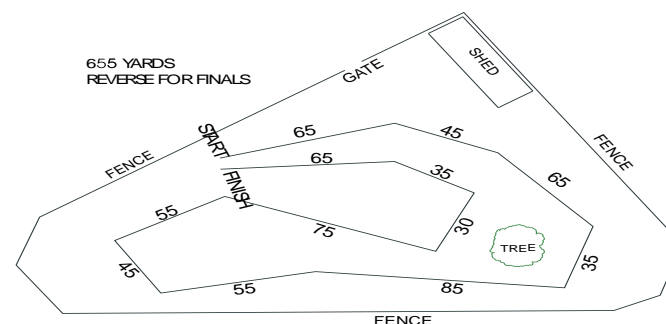 655 YARDS
REVERSE FOR FINALS
GATE
SHED
FENCE
START
FINISH
FENCE
65
45
65
65
35
30
55
75
45
55
85
35
TREE
FENCE